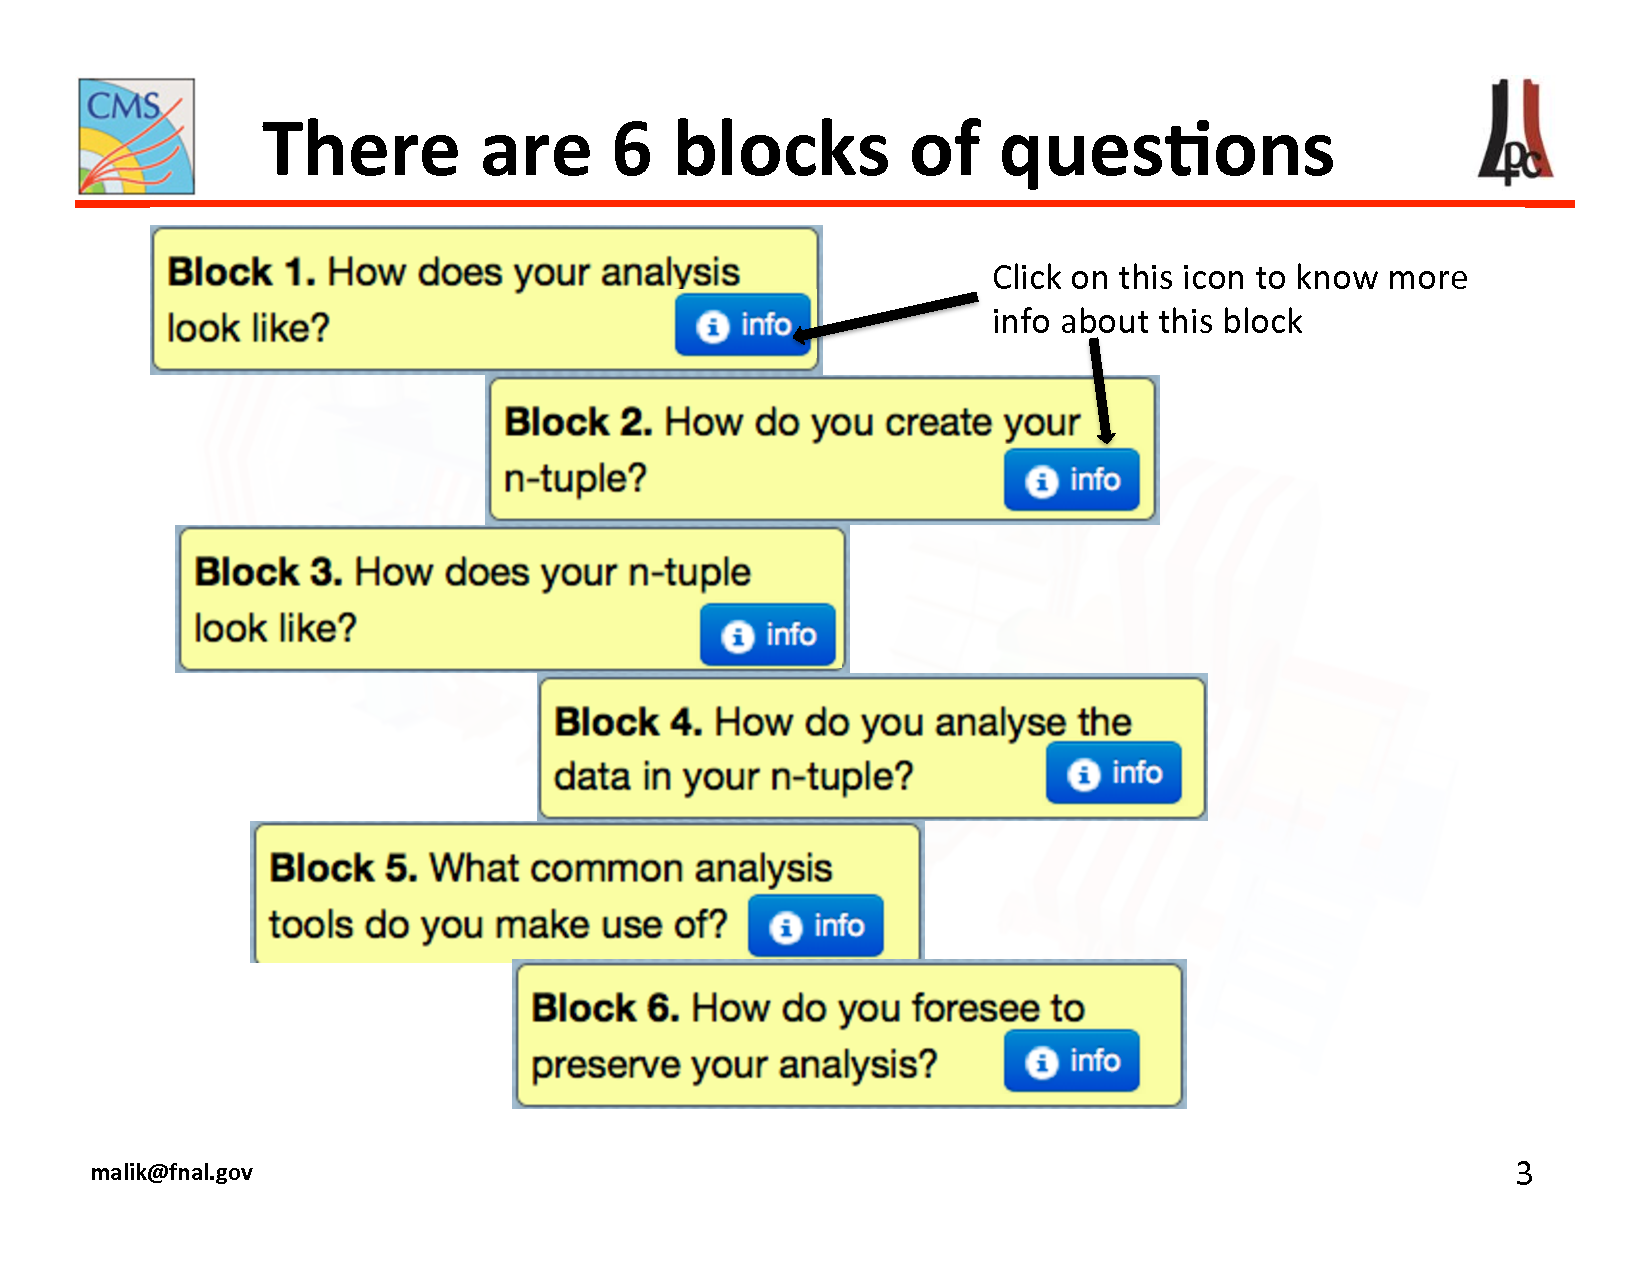 CMS
There are 6 blocks of questions
LPC
Block 1. How does your analysis
look like?
info
Click on this icon to know more
info about this block
Block 2. How do you create your
n-tuple?
info
Block 3. How does your n-tuple
look like?
info
Block 4. How do you analyse the
data in your n-tuple?
info
Block 5. What common analysis
tools do you make use of?
info
Block 6. How do you foresee to
preserve your analysis?
info
malik@fnal.gov
3